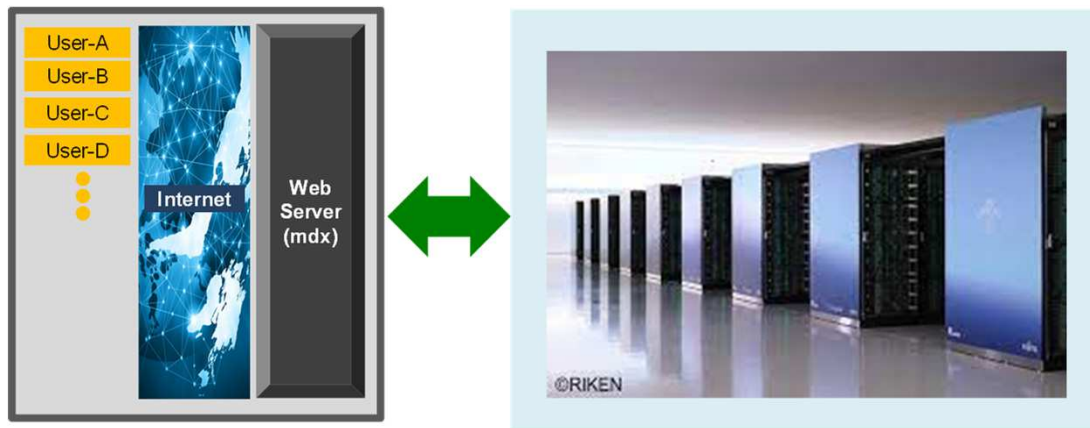 User-A
User-B
User-C
User-D
Internet
Web
Server
(mdx)
©RIKEN